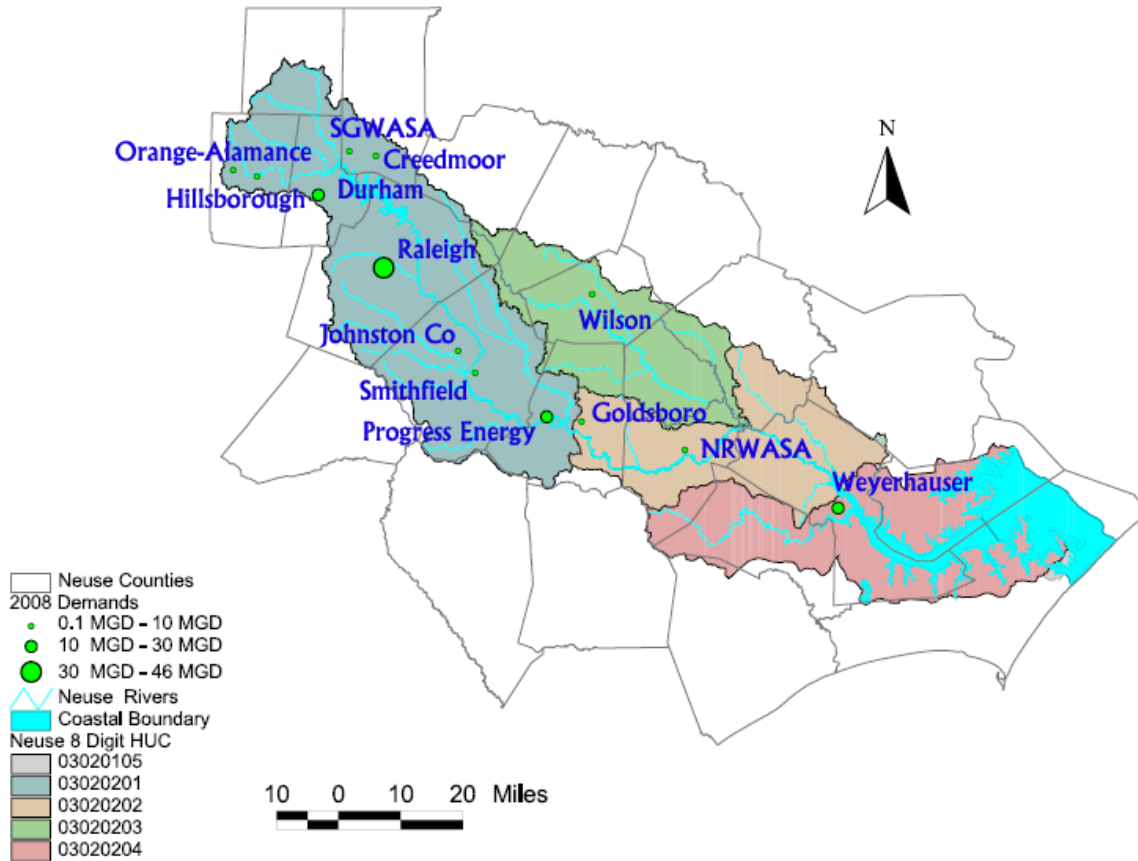 N
SGWASA
Orange-Alamance
Creedmoor
Hillsborough
Durham
Raleigh
Wilson
Johnston Co
Smithfield
Goldsboro
Progress Energy
NRWASA
Weyerhauser
Neuse Counties
2008 Demands
0.1 MGD - 10 MGD
10 MGD - 30 MGD
30 MGD - 46 MGD
Neuse Rivers
Coastal Boundary
Neuse 8 Digit HUC
03020105
03020201
03020202
03020203
03020204
10 0 10 20 Miles